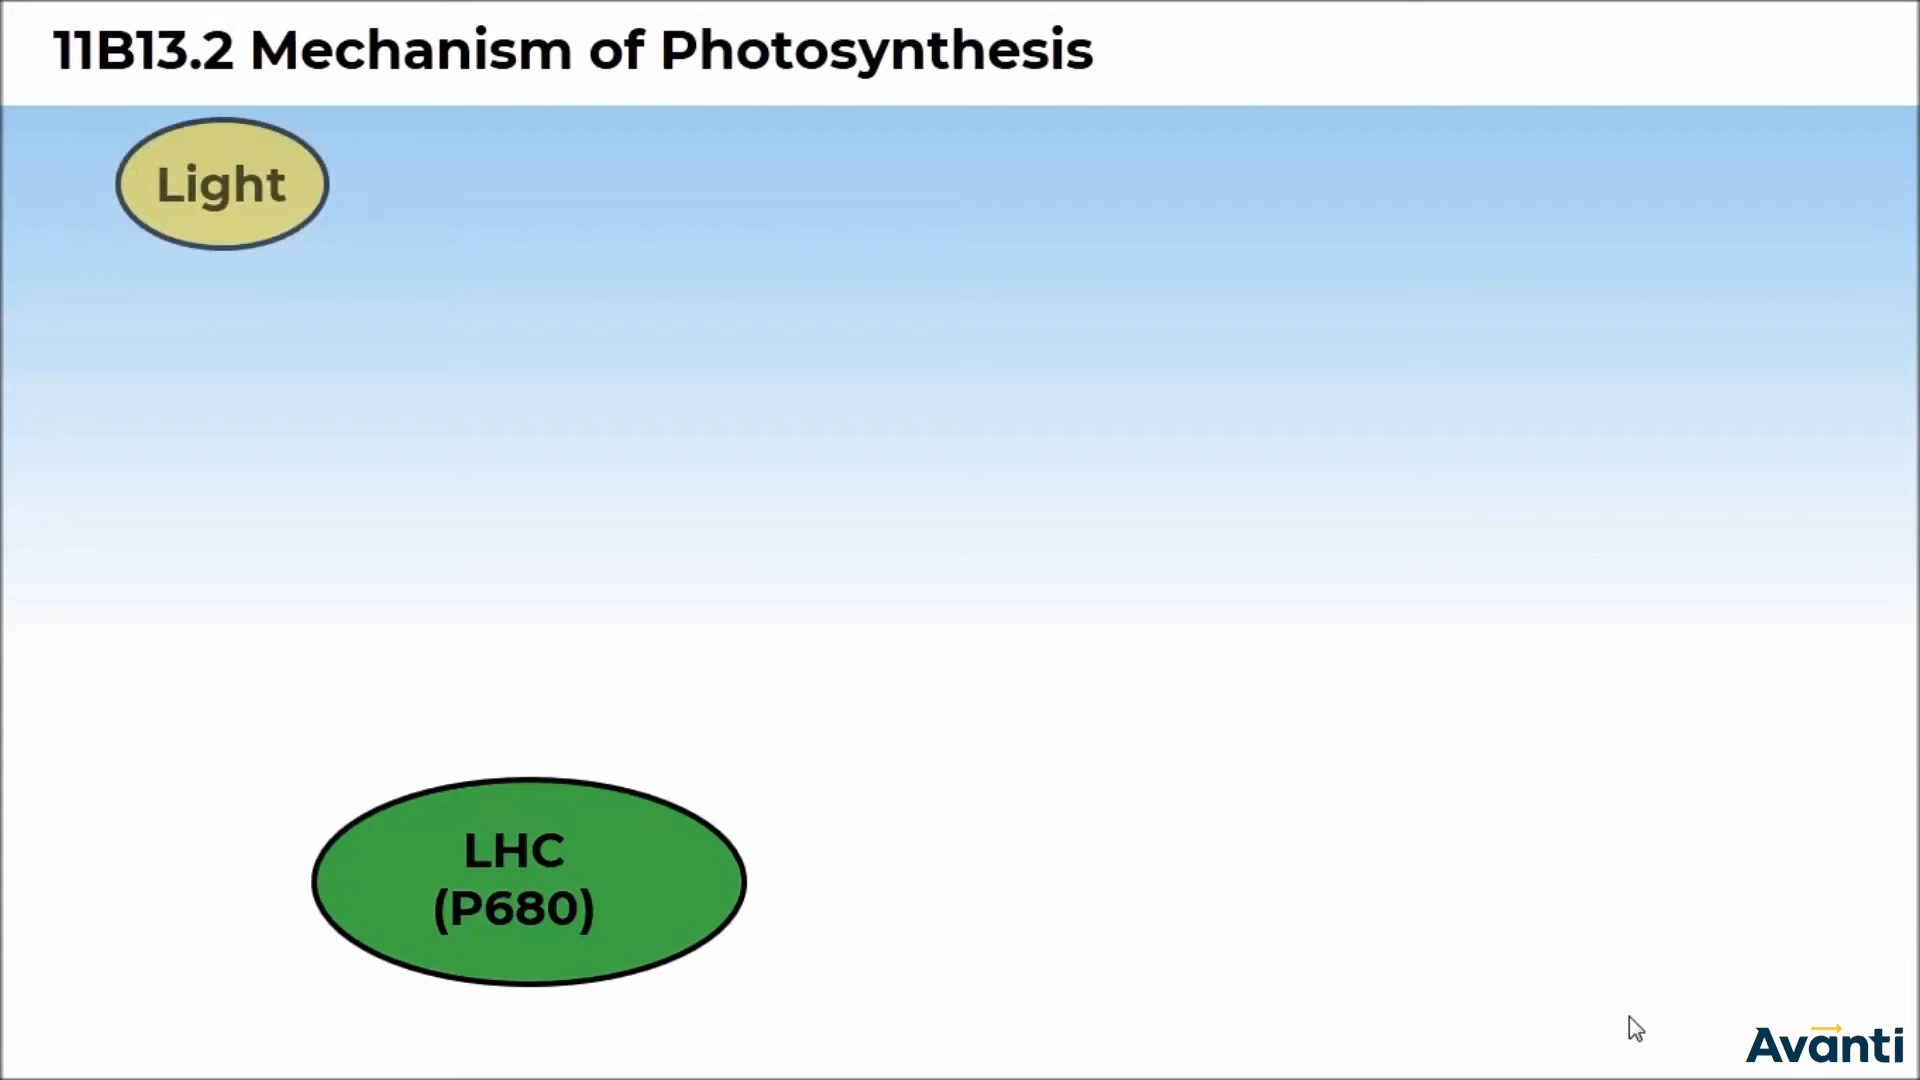 11B13.2 Mechanism of Photosynthesis
Light
LHC
(P680)
Avanti